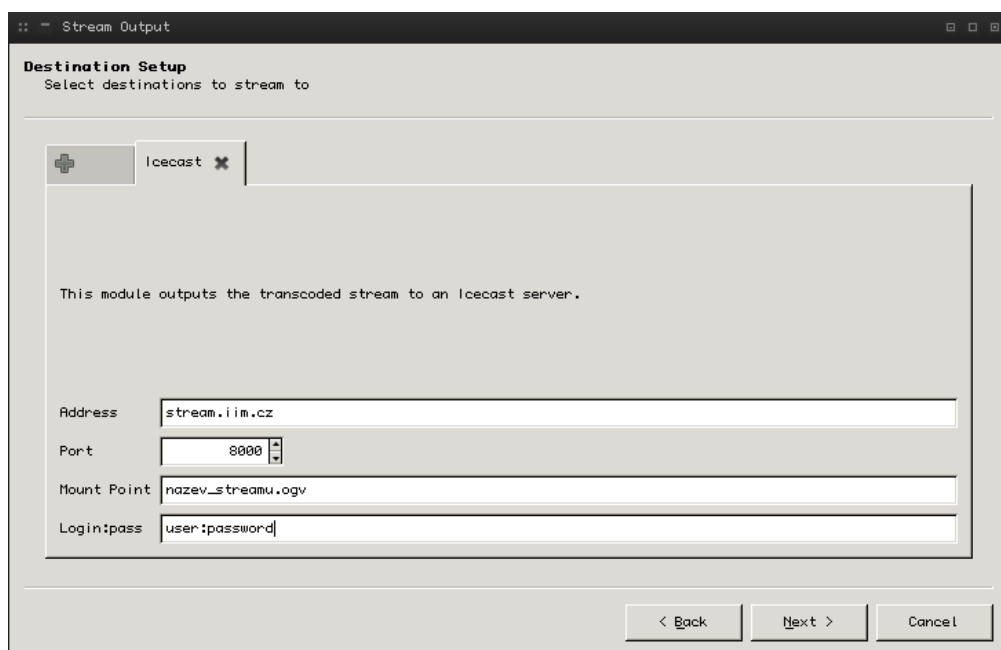 Stream Output
Destination Setup
Select destinations to stream to
Icecast
This module outputs the transcoded stream to an Icecast server.
Address stream.iim.cz
Port 8000
Mount Point nazev_streamu.ogv
Login:pass user:password
< Back Next > Cancel